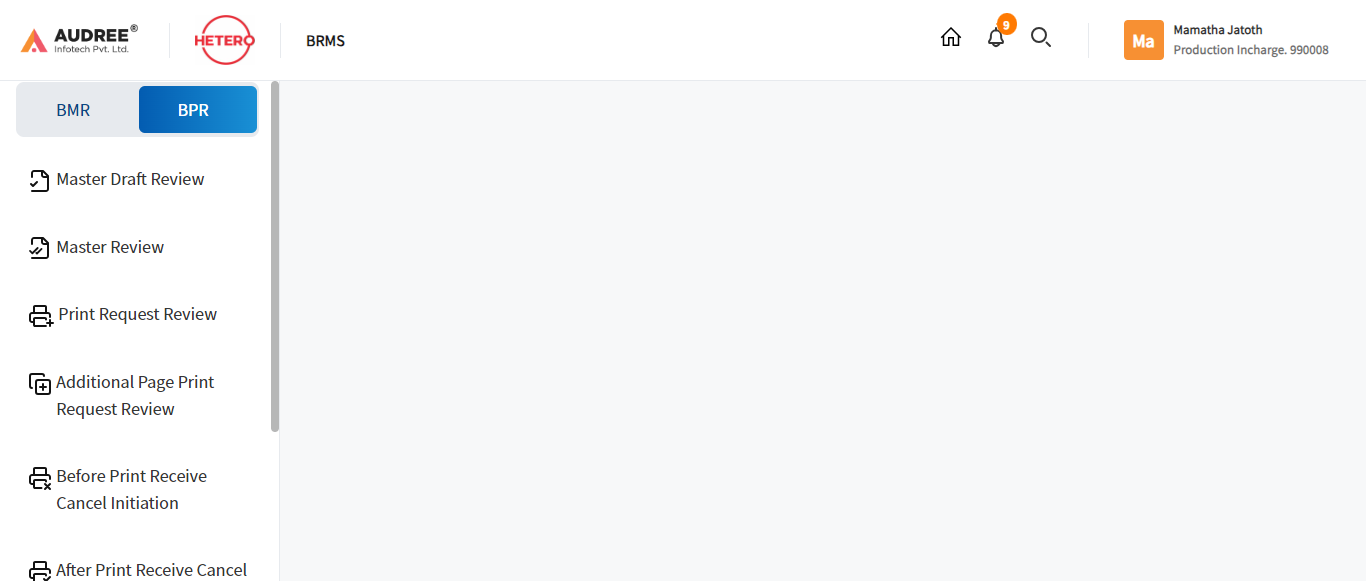 AUDREE®
Infotech Pvt. Ltd.
HETERO
BRMS
9
Ma
Mamatha Jatoth
Production Incharge. 990008
BMR
BPR
Master Draft Review
Master Review
Print Request Review
Additional Page Print
Request Review
Before Print Receive
Cancel Initiation
After Print Receive Cancel